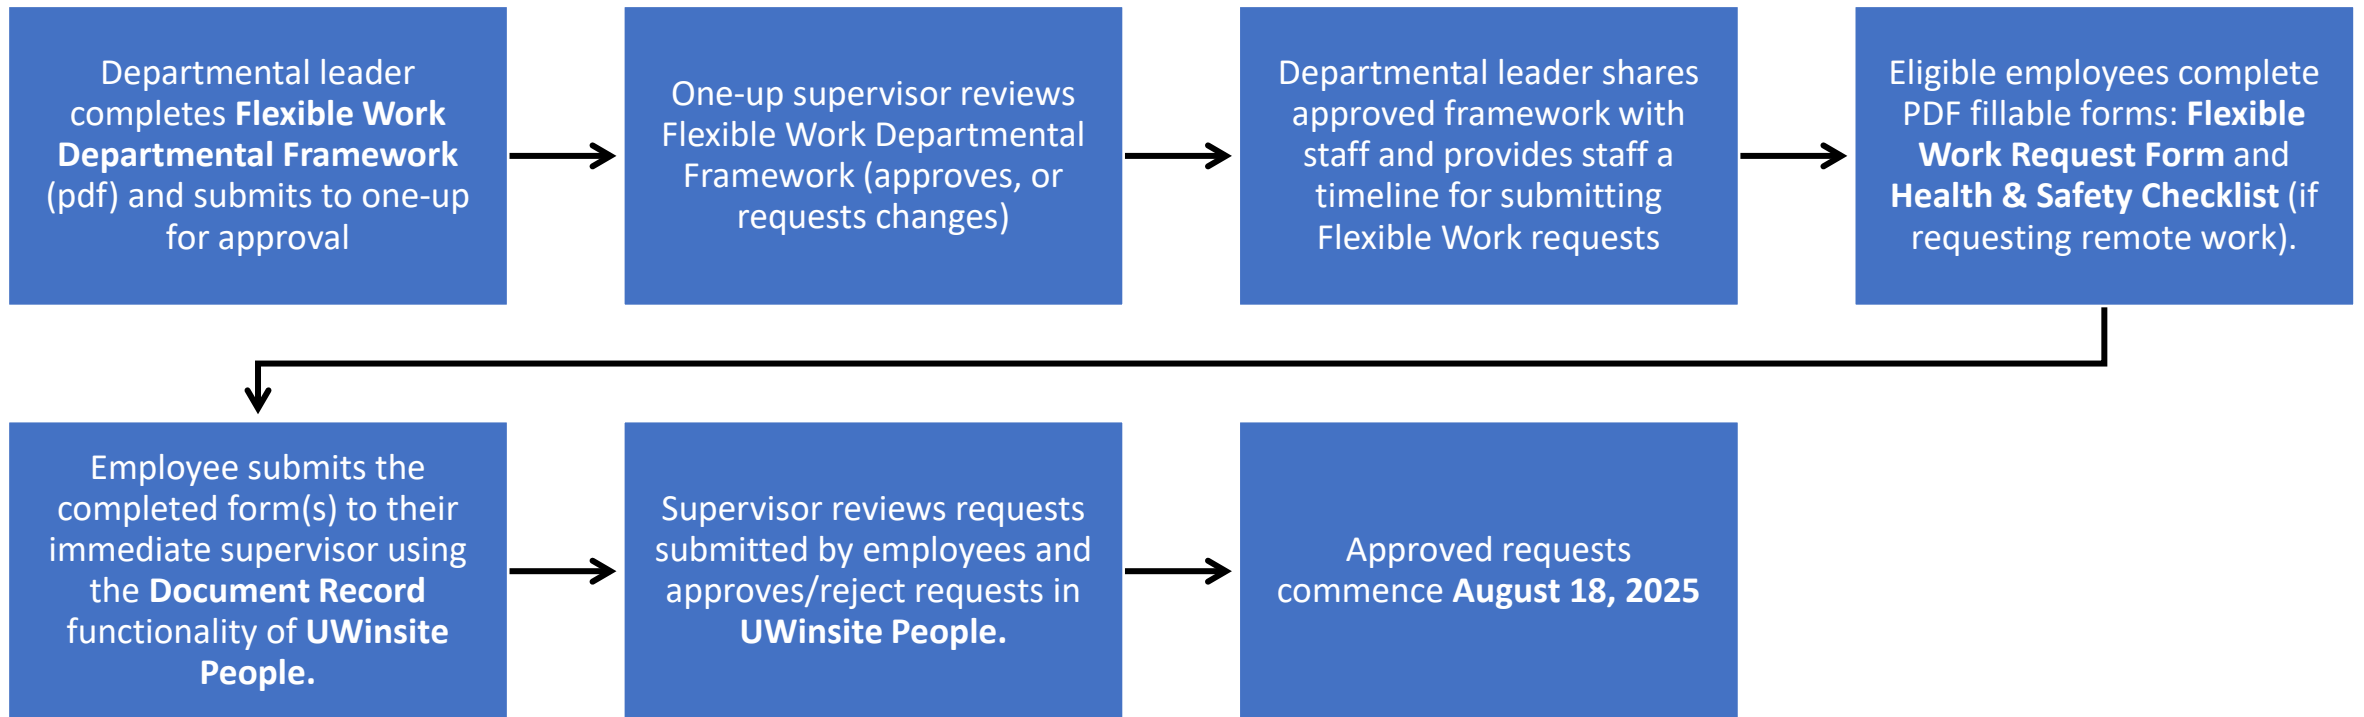 Departmental leader
completes Flexible Work
Departmental Framework
(pdf) and submits to one-up
for approval
One-up supervisor reviews
Flexible Work Departmental
Framework (approves, or
requests changes)
Departmental leader shares
approved framework with
staff and provides staff a
timeline for submitting
Flexible Work requests
Eligible employees complete
PDF fillable forms: Flexible
Work Request Form and
Health & Safety Checklist (if
requesting remote work).
Employee submits the
completed form(s) to their
immediate supervisor using
the Document Record
functionality of UWinsite
People.
Supervisor reviews requests
submitted by employees and
approves/reject requests in
UWinsite People.
Approved requests
commence August 18, 2025